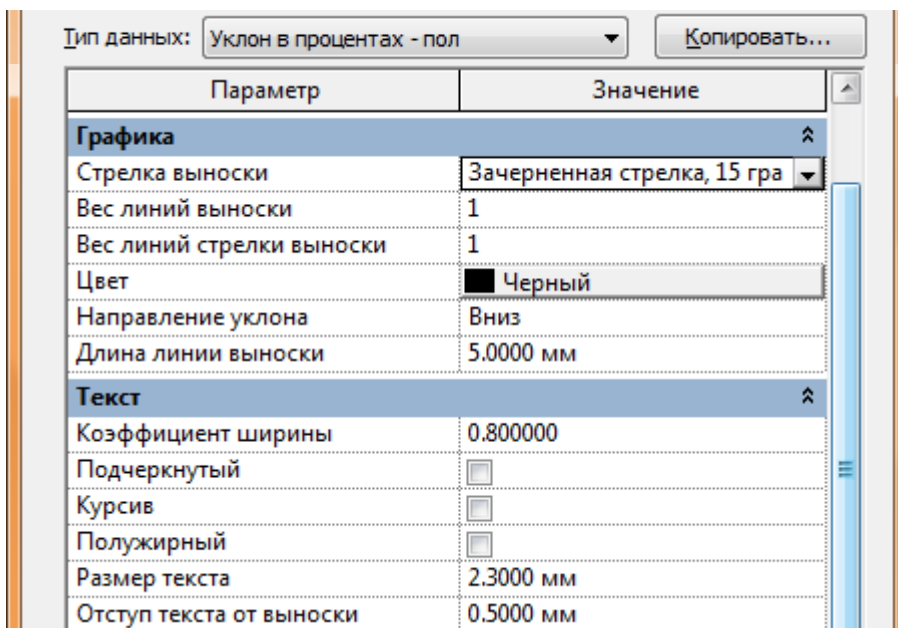 Тип данных: Уклон в процентах - пол Копировать...
Параметр Значение
Графика
Стрелка выноски Зачерненная стрелка, 15 гра
Вес линий выноски 1
Вес линий стрелки выноски 1
Цвет Черный
Направление уклона Вниз
Длина линии выноски 5.0000 мм
Текст
Коэффициент ширины 0.800000
Подчеркнутый
Курсив
Полужирный
Размер текста 2.3000 мм
Отступ текста от выноски 0.5000 мм